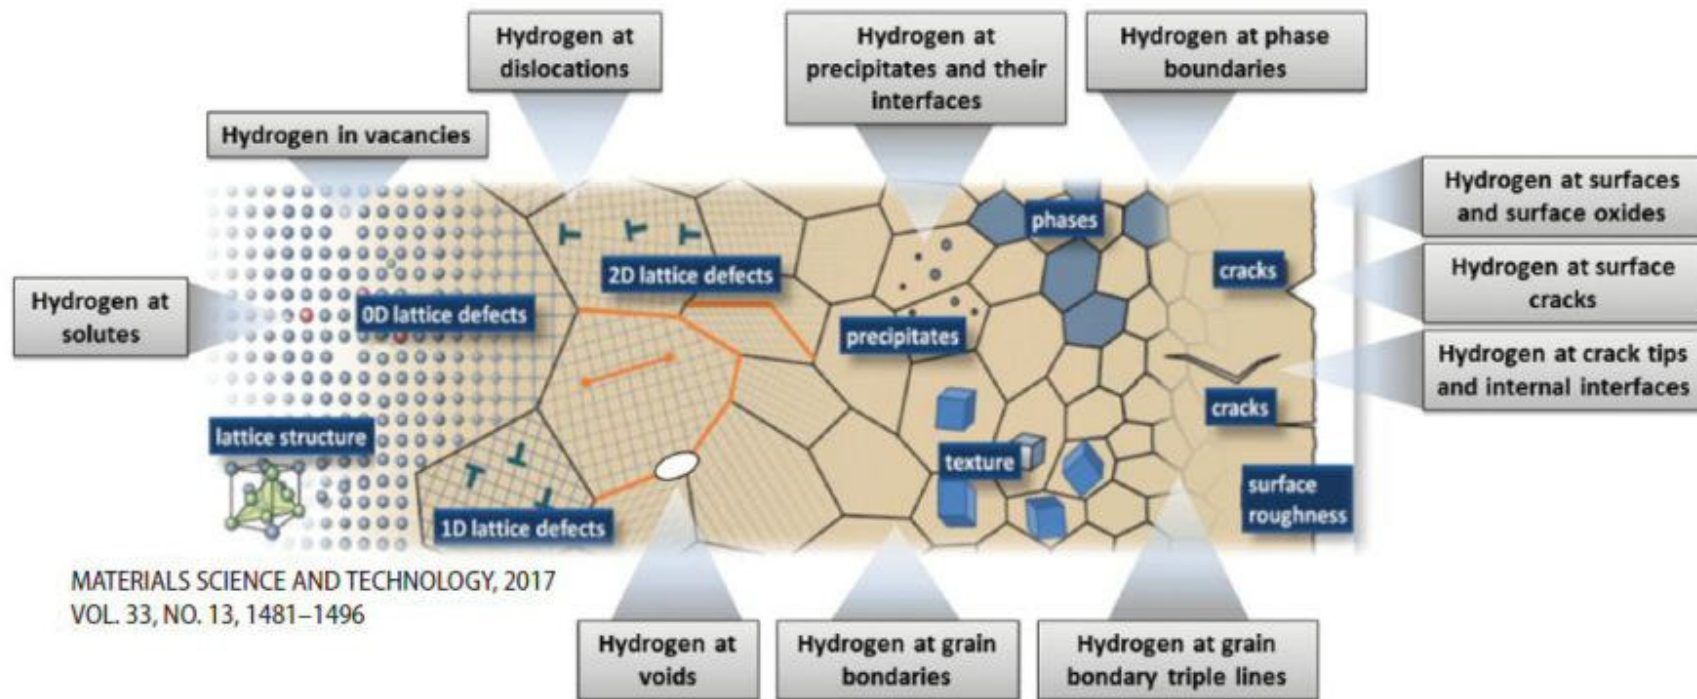 Hydrogen at
dislocations
Hydrogen at
precipitates and their
interfaces
Hydrogen at phase
boundaries
Hydrogen in vacancies
Hydrogen at surfaces
and surface oxides
phases
2D lattice defects
cracks
Hydrogen at surface
cracks
Hydrogen at
solutes
0D lattice defects
precipitates
Hydrogen at crack tips
and internal interfaces
cracks
lattice structure
texture
surface
roughness
1D lattice defects
MATERIALS SCIENCE AND TECHNOLOGY, 2017
VOL. 33, NO. 13, 1481–1496
Hydrogen at
voids
Hydrogen at grain
bondaries
Hydrogen at grain
bondary triple lines